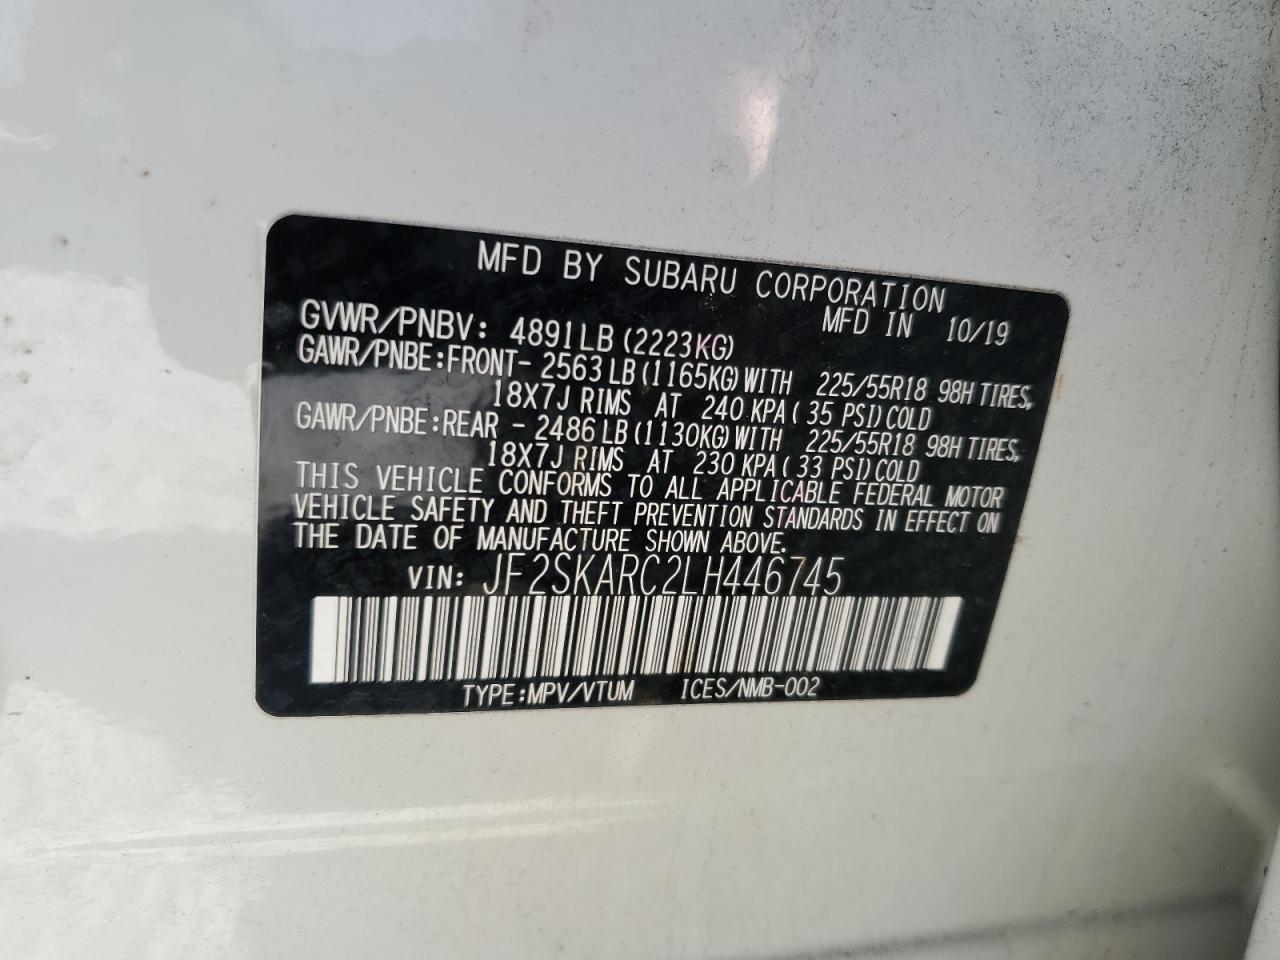 MFD BY SUBARU CORPORATION
MFD IN 10/19
GVWR/PNBV: 4891LB (2223KG)
GAWR/PNBE:FRONT- 2563 LB (1165KG) WITH 225/55R18 98H TIRES,
18X7J RIMS AT 240 KPA ( 35 PSI) COLD
GAWR/PNBE:REAR - 2486 LB (1130KG) WITH 225/55R18 98H TIRES,
18X7J RIMS AT 230 KPA ( 33 PSI) COLD
THIS VEHICLE CONFORMS TO ALL APPLICABLE FEDERAL MOTOR
VEHICLE SAFETY AND THEFT PREVENTION STANDARDS IN EFFECT ON
THE DATE OF MANUFACTURE SHOWN ABOVE.
VIN: JF2SKARC2LH446745
TYPE:MPV/VTUM ICES/NMB-002